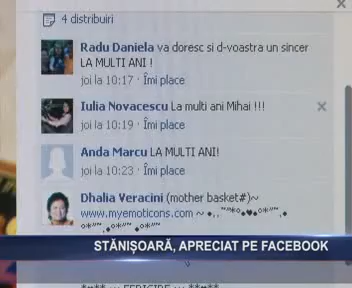 4 distribuiri
Radu Daniela va doresc si d-voastra un sincer
LA MULTI ANI !
joi la 10:17 · Îmi place
Iulia Novacescu La multi ani Mihai !!!
joi la 10:19 · Îmi place
Anda Marcu LA MULTI ANI!
joi la 10:23 · Îmi place
Dhalia Veracini (mother basket#)~
www.myemoticons.com ~
STĂNIȘOARĂ, APRECIAT PE FACEBOOK